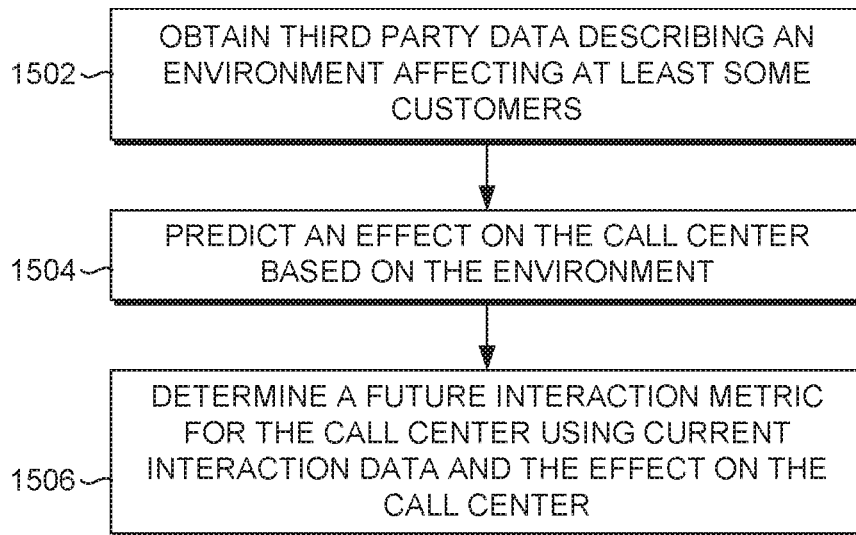 1502
OBTAIN THIRD PARTY DATA DESCRIBING AN
ENVIRONMENT AFFECTING AT LEAST SOME
CUSTOMERS
1504
PREDICT AN EFFECT ON THE CALL CENTER
BASED ON THE ENVIRONMENT
1506
DETERMINE A FUTURE INTERACTION METRIC
FOR THE CALL CENTER USING CURRENT
INTERACTION DATA AND THE EFFECT ON THE
CALL CENTER